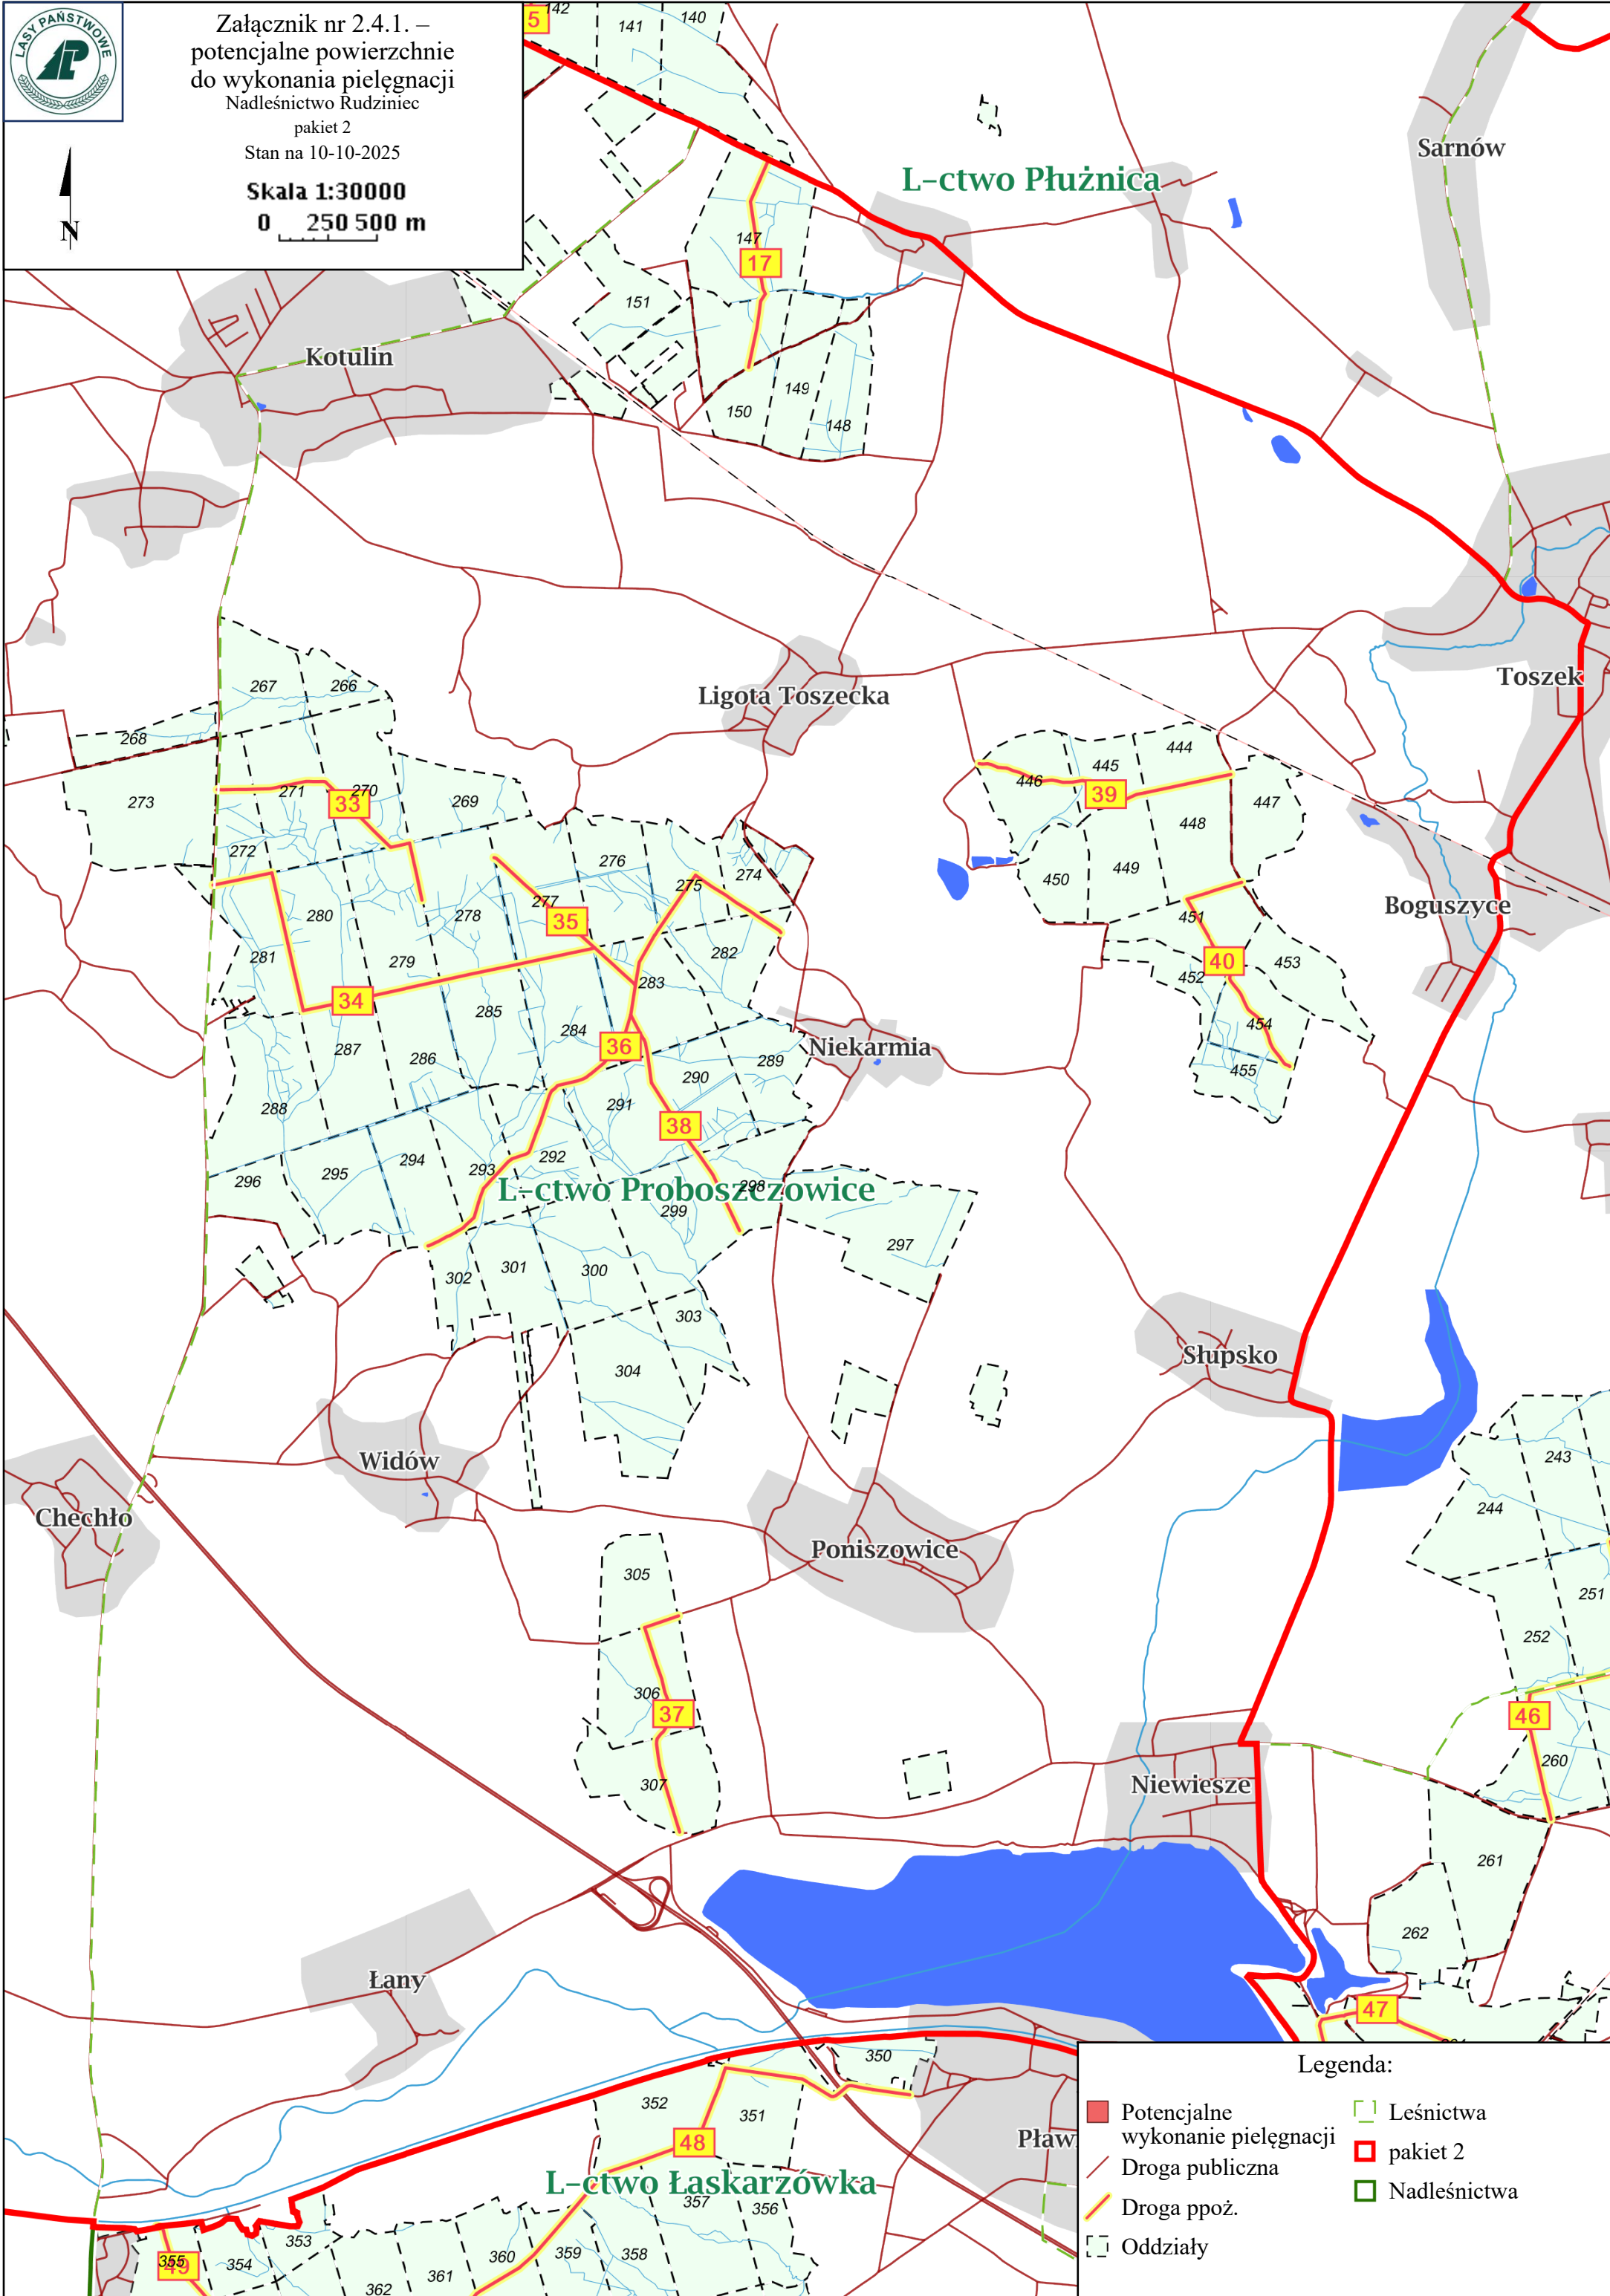 LASY PAŃSTWOWE
Załącznik nr 2.4.1. –
potencjalne powierzchnie
do wykonania pielęgnacji
Nadleśnictwo Rudziniec
pakiet 2
Stan na 10-10-2025
Skala 1:30000
0 250 500 m
N
5
142
141
140
L-ctwo Płużnica
Sarnów
147
17
151
Kotulin
149
150
148
Toszek
267
266
Ligota Toszecka
268
444
445
446
39
447
273
271
270
33
269
448
272
276
275
274
450
449
277
35
280
278
451
Boguszyce
281
279
282
40
453
452
283
34
285
284
454
287
286
36
Niekarmia
289
290
455
288
291
38
296
295
294
293
292
298
L-ctwo Proboszczowice
299
297
302
301
300
303
Słupsko
304
243
Widów
244
Chechło
Poniszowice
305
251
252
306
37
46
307
Niewiesze
260
261
262
Łany
47
350
352
351
48
Legenda:
Potencjalne
wykonanie pielęgnacji
Droga publiczna
Droga ppoż.
Oddziały
Leśnictwa
pakiet 2
Nadleśnictwa
Pławn
L-ctwo Łaskarzówka
357
356
353
355
49
354
360
359
358
361
362